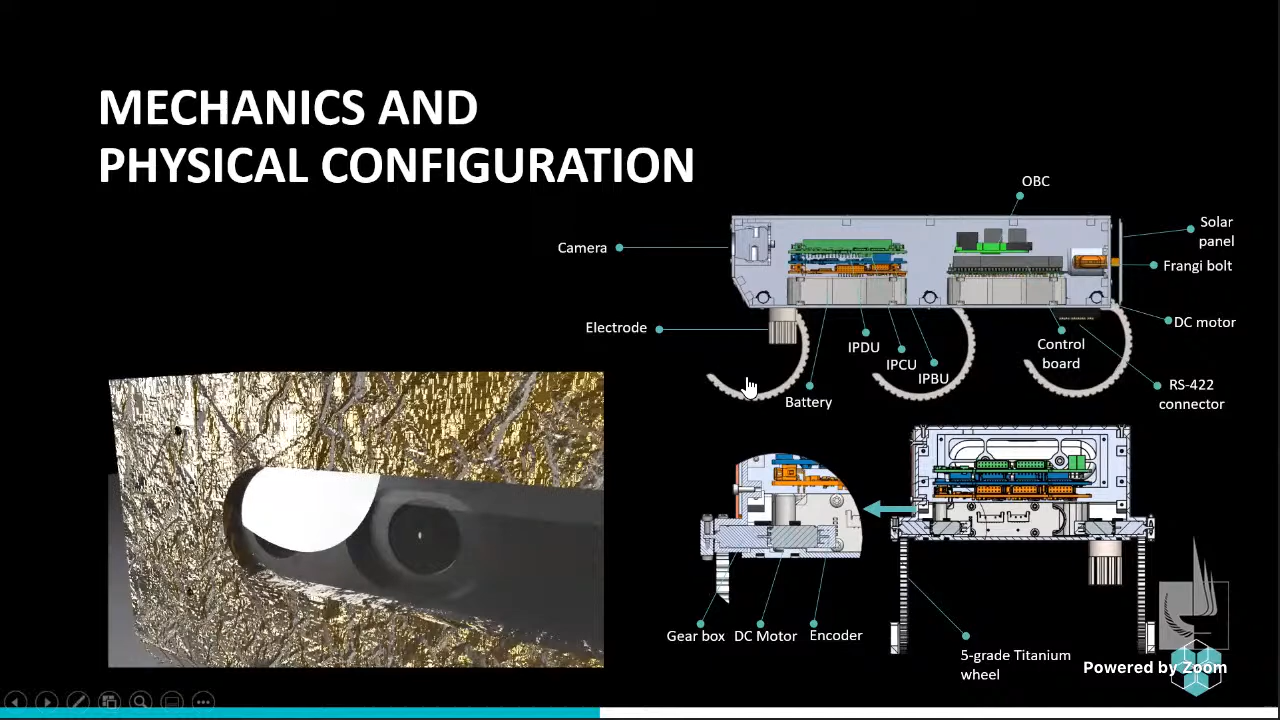 MECHANICS AND
PHYSICAL CONFIGURATION
OBC
Solar
panel
Camera
Frangi bolt
Electrode
DC motor
IPDU
Control
board
IPCU
IPBU
Battery
RS-422
connector
Gear box
DC Motor
Encoder
5-grade Titanium
wheel
Powered by Zoom